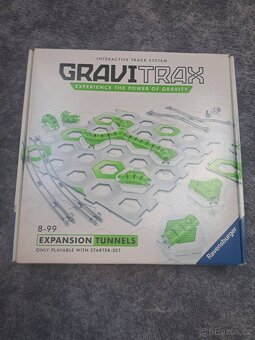 INTERACTIVE TRACK SYSTEM
GRAVITRAX
EXPERIENCE THE POWER OF GRAVITY
8-99
EXPANSION TUNNELS
ONLY PLAYABLE WITH STARTER-SET
Ravensburger